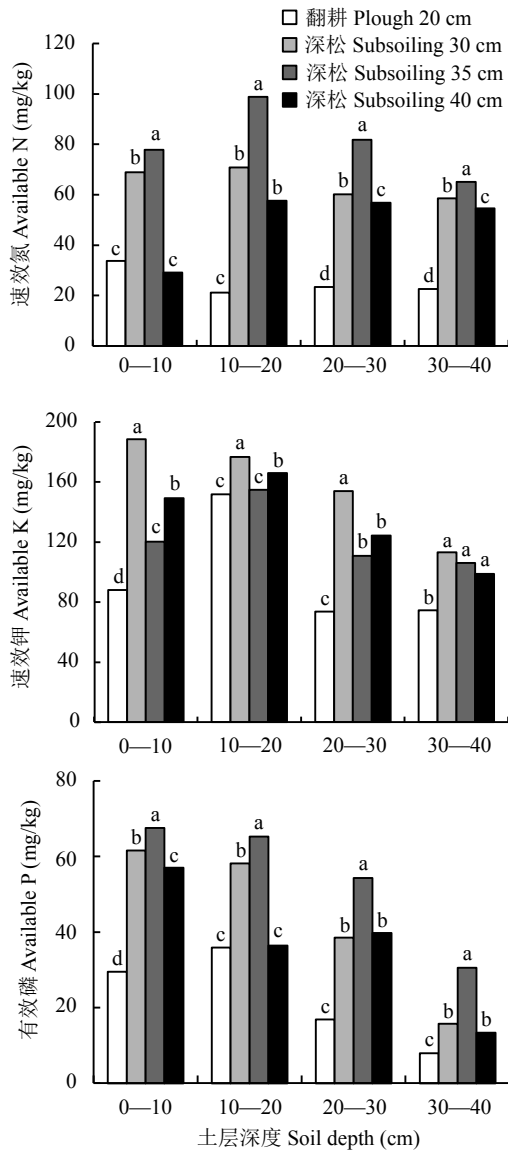 翻耕 Plough 20 cm
深松 Subsoiling 30 cm
深松 Subsoiling 35 cm
深松 Subsoiling 40 cm
速效氮 Available N (mg/kg)
120
100
80
60
40
20
0
c b a c
c b a b
d b a c
d b a c
0—10 10—20 20—30 30—40
速效钾 Available K (mg/kg)
200
160
120
80
40
0
d a c b
c a c b
c a b b
b a a a
0—10 10—20 20—30 30—40
有效磷 Available P (mg/kg)
80
60
40
20
0
d b a c
c b a c
c b a b
c b a b
0—10 10—20 20—30 30—40
土层深度 Soil depth (cm)